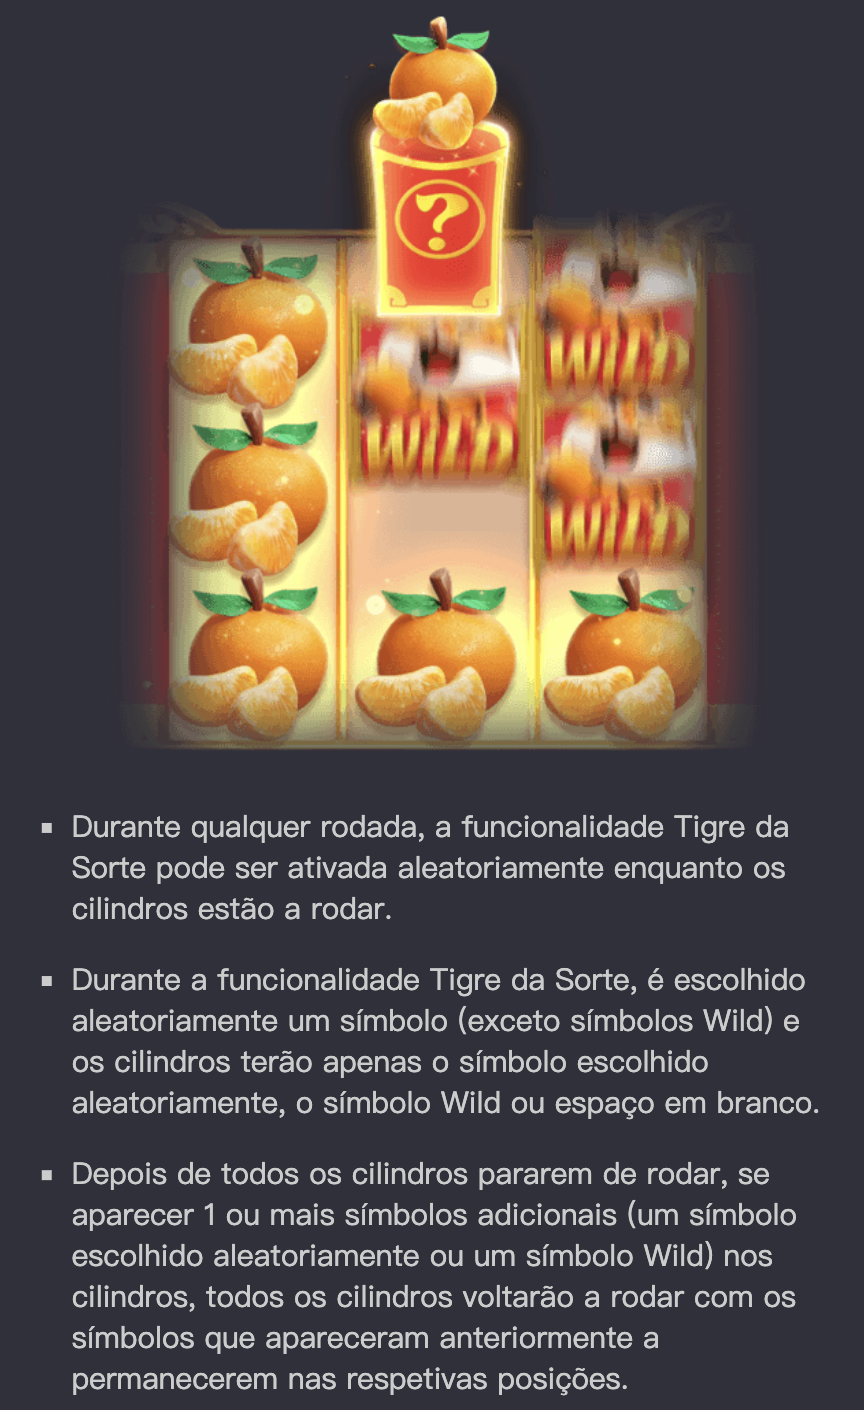 ?
WILD
WILD
WILD
▪ Durante qualquer rodada, a funcionalidade Tigre da
Sorte pode ser ativada aleatoriamente enquanto os
cilindros estão a rodar.
▪ Durante a funcionalidade Tigre da Sorte, é escolhido
aleatoriamente um símbolo (exceto símbolos Wild) e
os cilindros terão apenas o símbolo escolhido
aleatoriamente, o símbolo Wild ou espaço em branco.
▪ Depois de todos os cilindros pararem de rodar, se
aparecer 1 ou mais símbolos adicionais (um símbolo
escolhido aleatoriamente ou um símbolo Wild) nos
cilindros, todos os cilindros voltarão a rodar com os
símbolos que apareceram anteriormente a
permanecerem nas respetivas posições.